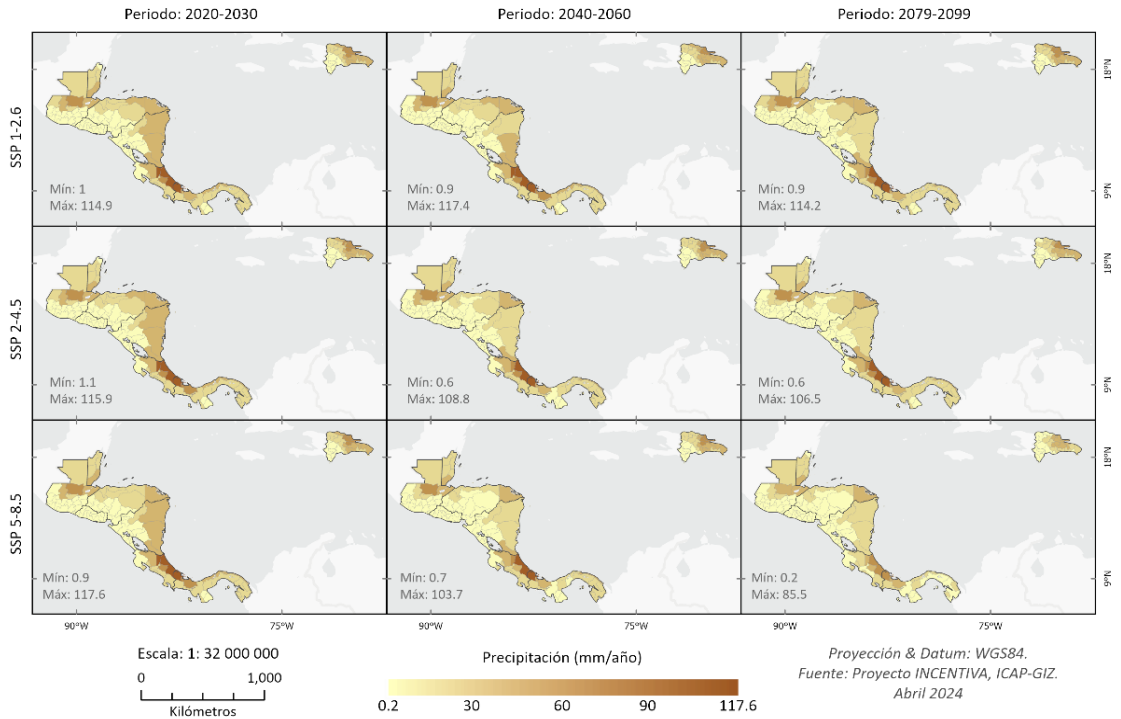 Periodo: 2020-2030
Periodo: 2040-2060
Periodo: 2079-2099
SSP 1-2.6
Mín: 1
Máx: 114.9
Mín: 0.9
Máx: 117.4
Mín: 0.9
Máx: 114.2
18°N
9°N
SSP 2-4.5
Mín: 1.1
Máx: 115.9
Mín: 0.6
Máx: 108.8
Mín: 0.6
Máx: 106.5
18°N
9°N
SSP 5-8.5
Mín: 0.9
Máx: 117.6
Mín: 0.7
Máx: 103.7
Mín: 0.2
Máx: 85.5
18°N
9°N
90°W
75°W
90°W
75°W
90°W
75°W
Escala: 1: 32 000 000
0
1,000
Kilómetros
Precipitación (mm/año)
0.2
30
60
90
117.6
Proyección & Datum: WGS84.
Fuente: Proyecto INCENTIVA, ICAP-GIZ.
Abril 2024